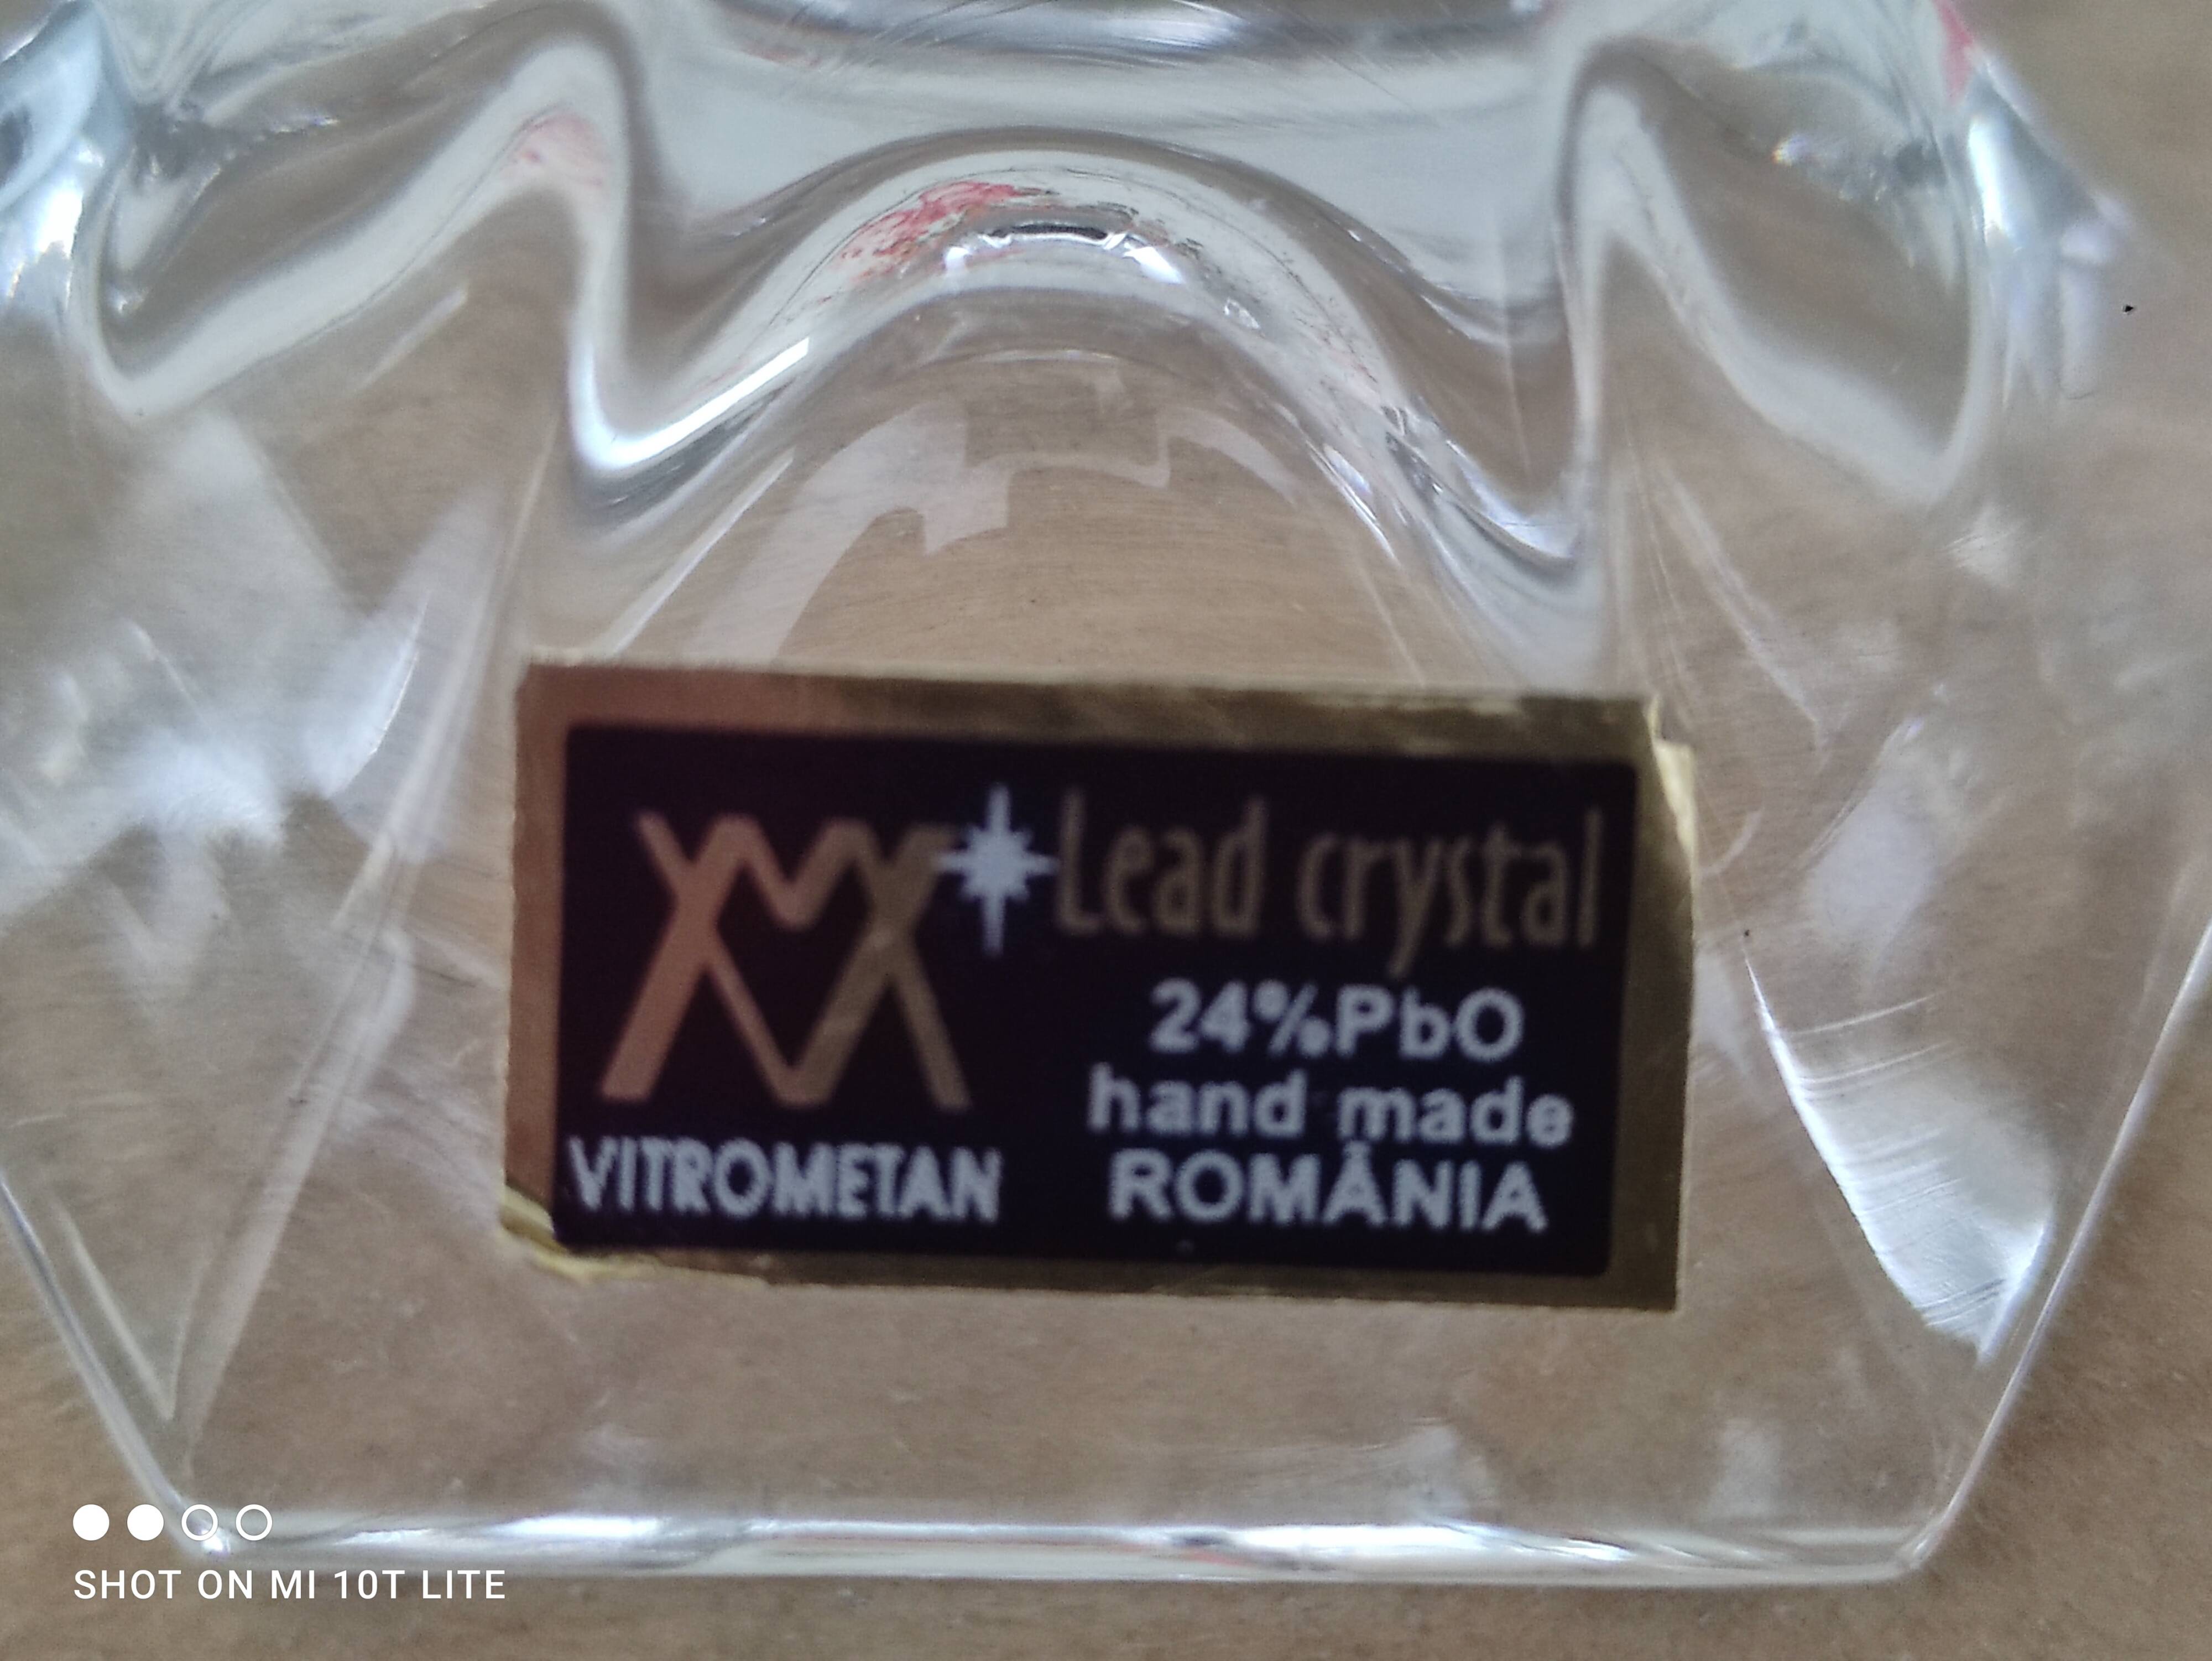 Lead crystal
24%PbO
hand made
ROMÂNIA
VITROMETAN
SHOT ON MI 10T LITE